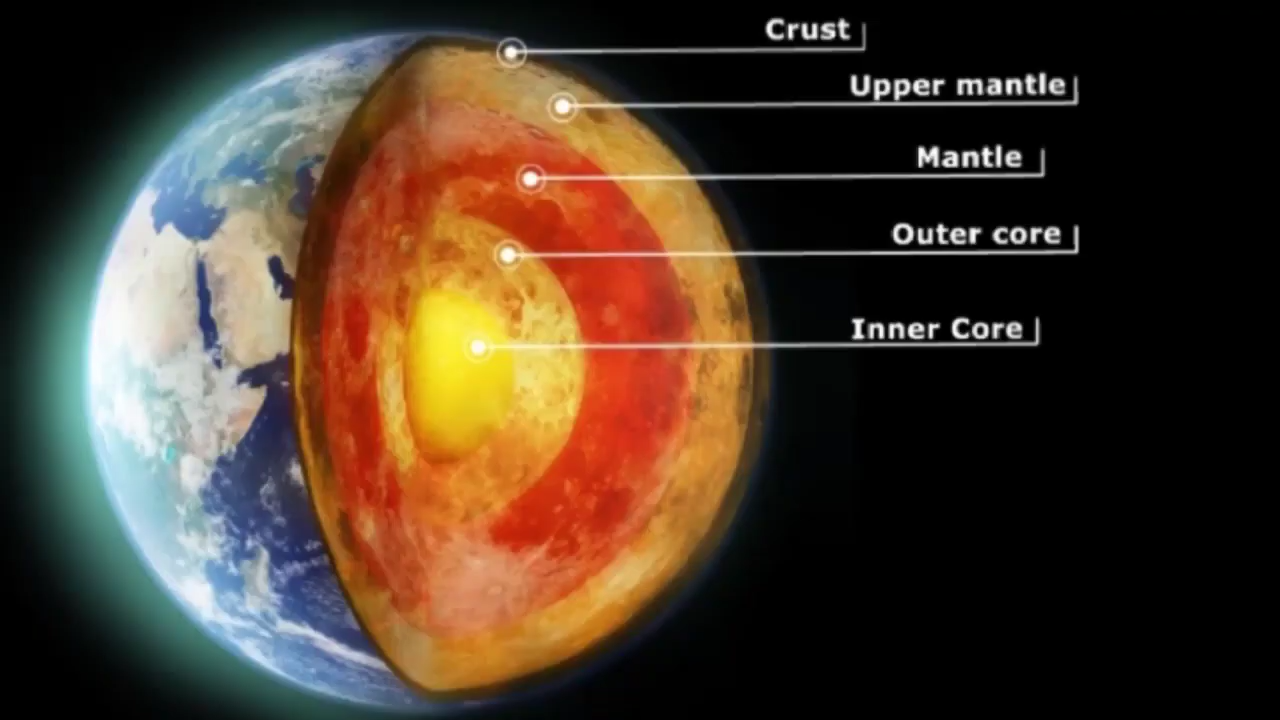 Crust
Upper mantle
Mantle
Outer core
Inner Core